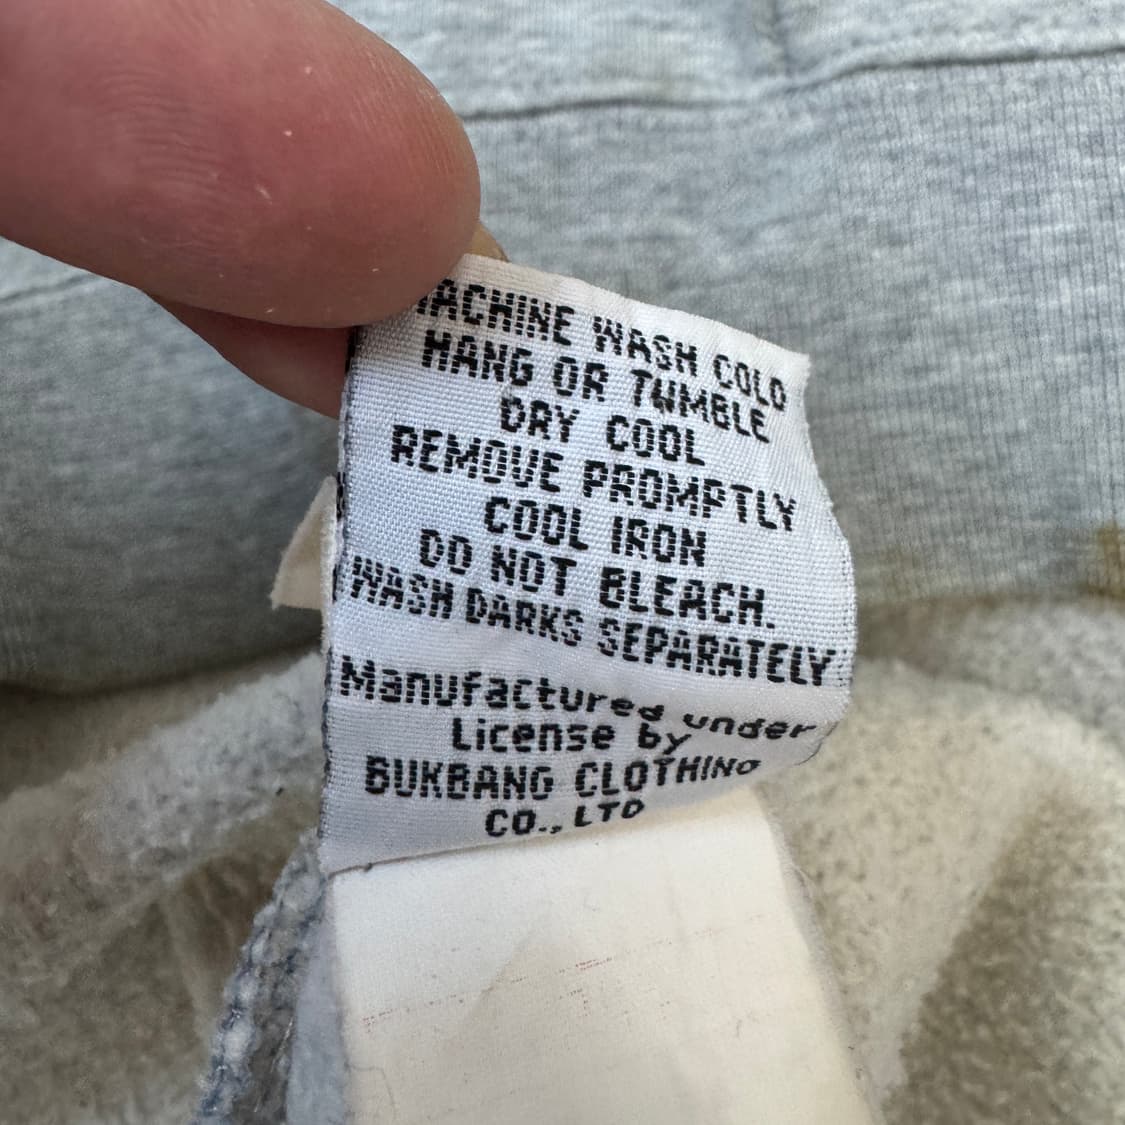 MACHINE WASH COLD
HANG OR TUMBLE
DRY COOL
REMOVE PROMPTLY
COOL IRON
DO NOT BLEACH.
WASH DARKS SEPARATELY
Manufactured under
License by
BUKBANG CLOTHING
CO., LTD